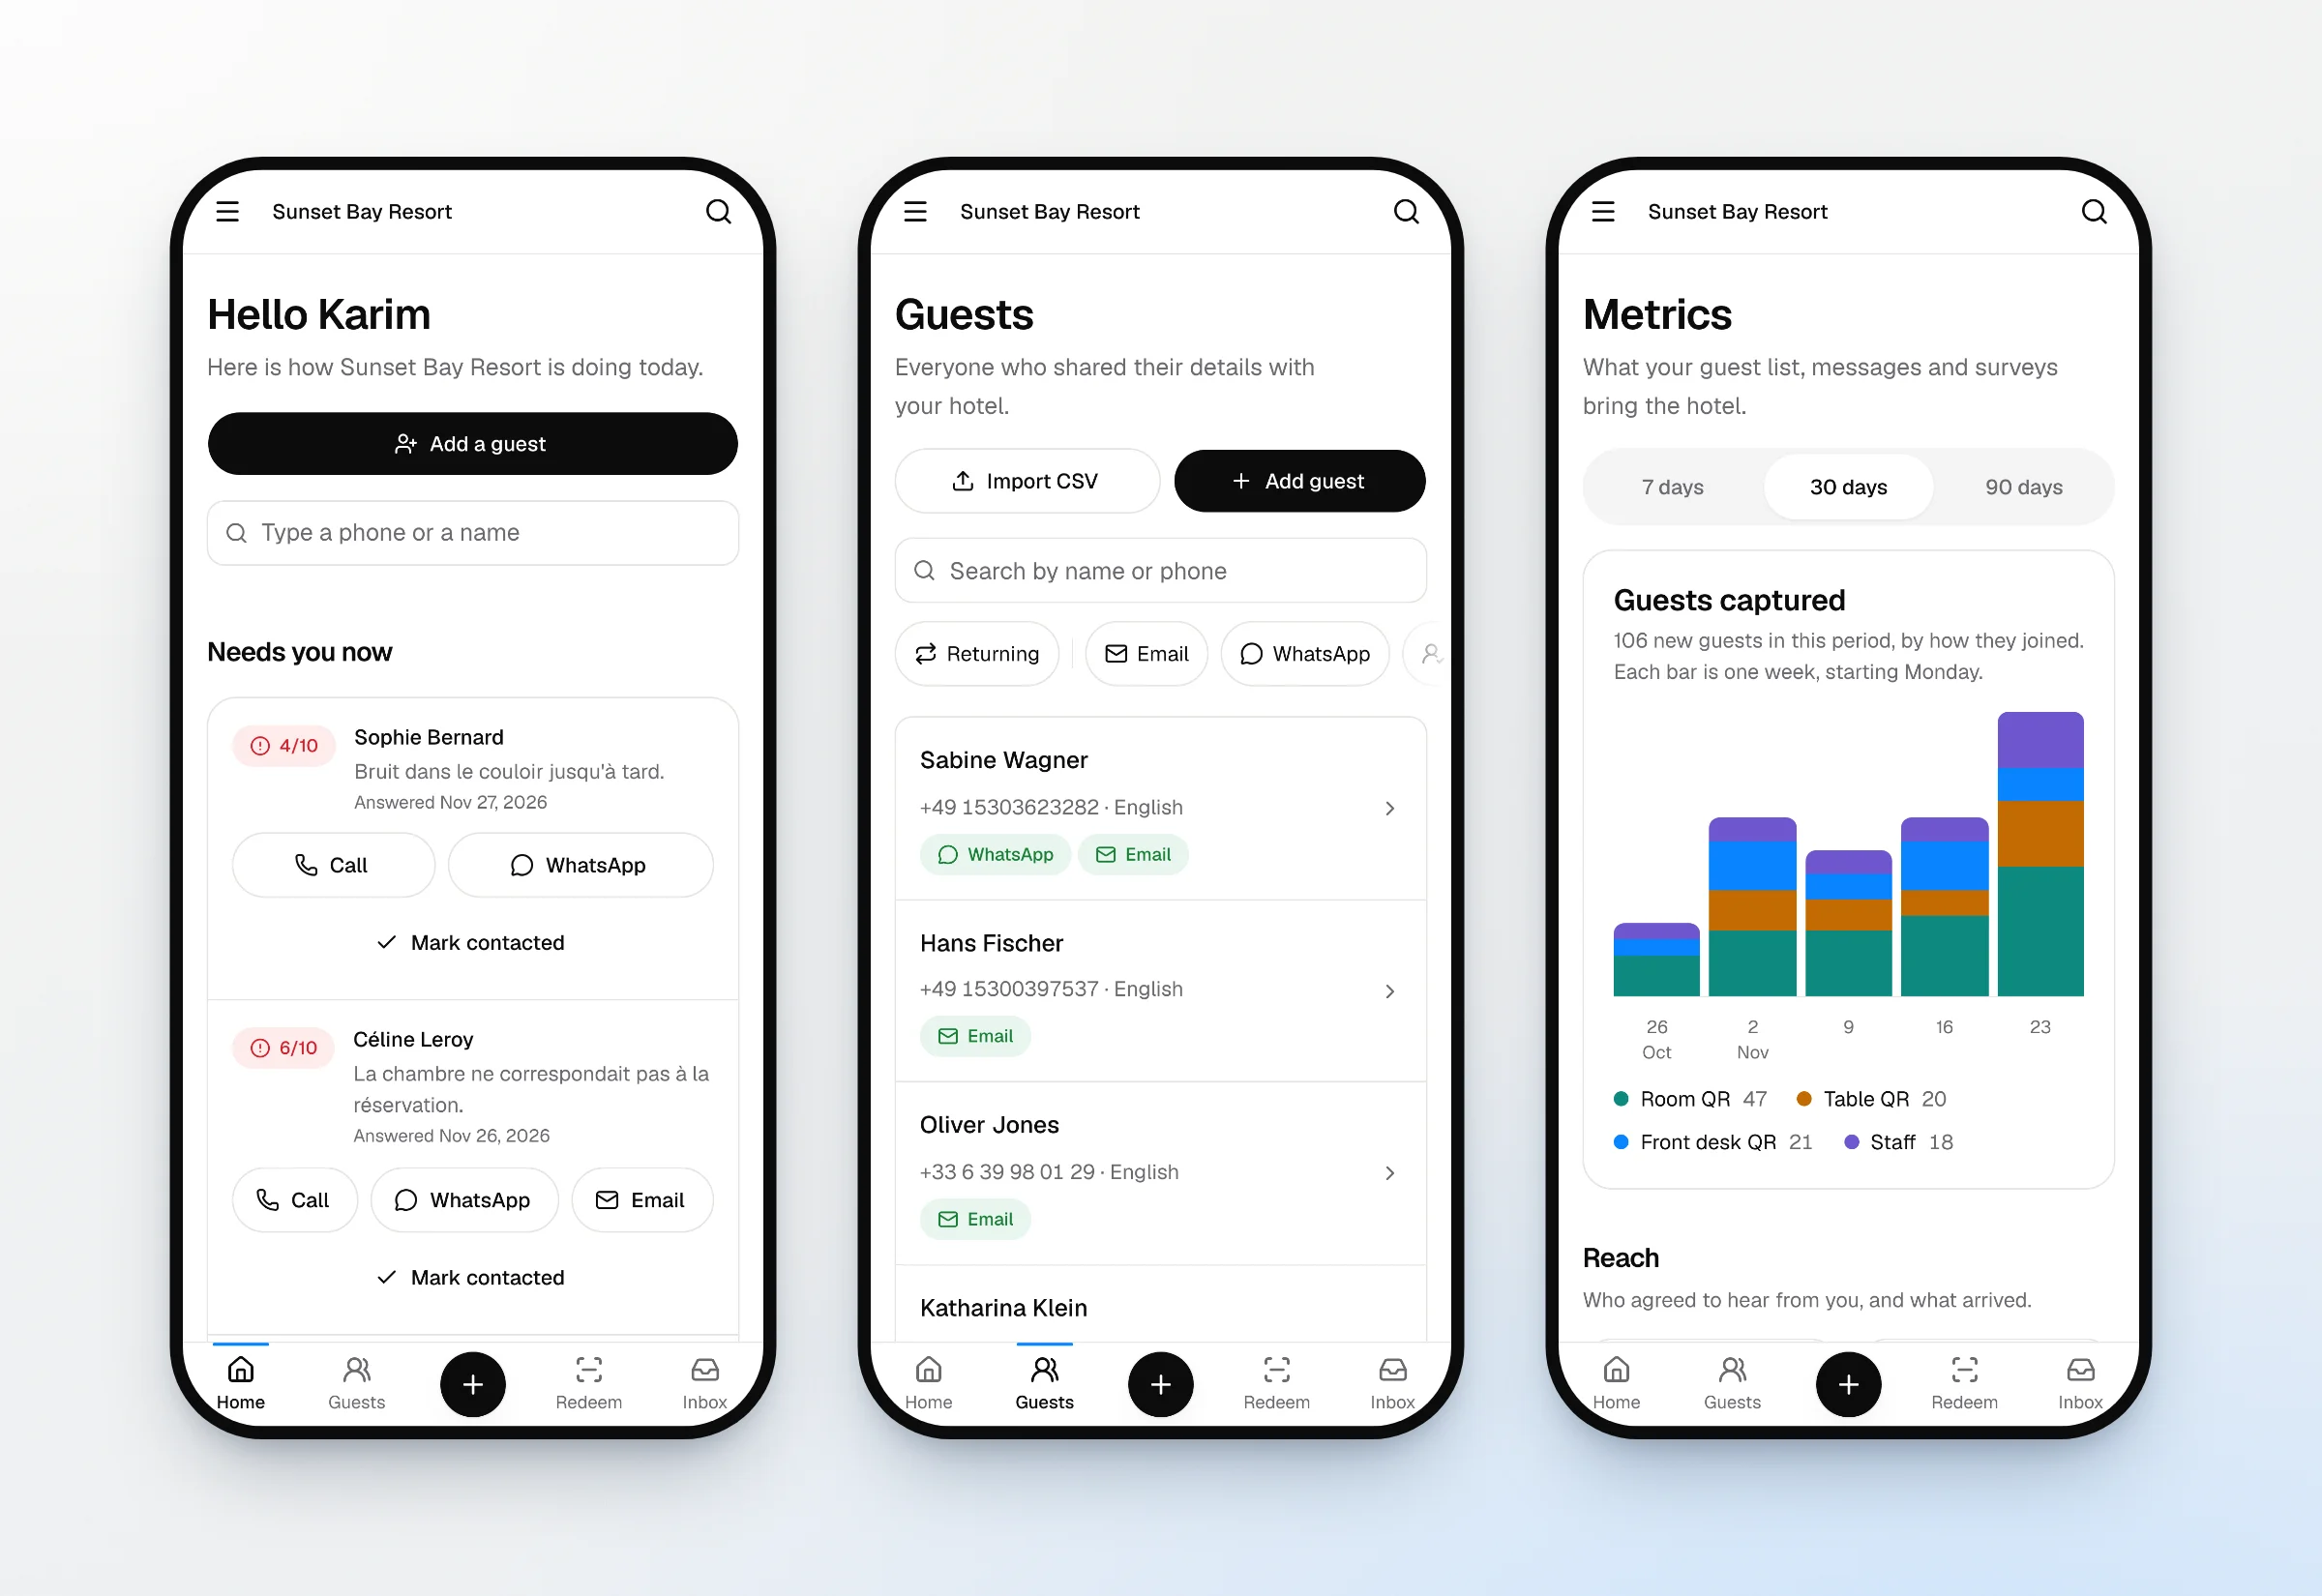 Sunset Bay Resort
Hello Karim
Here is how Sunset Bay Resort is doing today.
Add a guest
Type a phone or a name
Needs you now
4/10
Sophie Bernard
Bruit dans le couloir jusqu'à tard.
Answered Nov 27, 2026
Call
WhatsApp
Mark contacted
6/10
Céline Leroy
La chambre ne correspondait pas à la
réservation.
Answered Nov 26, 2026
Call
WhatsApp
Email
Mark contacted
Home
Guests
Redeem
Inbox
Sunset Bay Resort
Guests
Everyone who shared their details with
your hotel.
Import CSV
Add guest
Search by name or phone
Returning
Email
WhatsApp
Sabine Wagner
+49 15303623282 · English
WhatsApp
Email
Hans Fischer
+49 15300397537 · English
Email
Oliver Jones
+33 6 39 98 01 29 · English
Email
Katharina Klein
Home
Guests
Redeem
Inbox
Sunset Bay Resort
Metrics
What your guest list, messages and surveys
bring the hotel.
7 days
30 days
90 days
Guests captured
106 new guests in this period, by how they joined.
Each bar is one week, starting Monday.
26
Oct
2
Nov
9
16
23
Room QR 47
Table QR 20
Front desk QR 21
Staff 18
Reach
Who agreed to hear from you, and what arrived.
Home
Guests
Redeem
Inbox